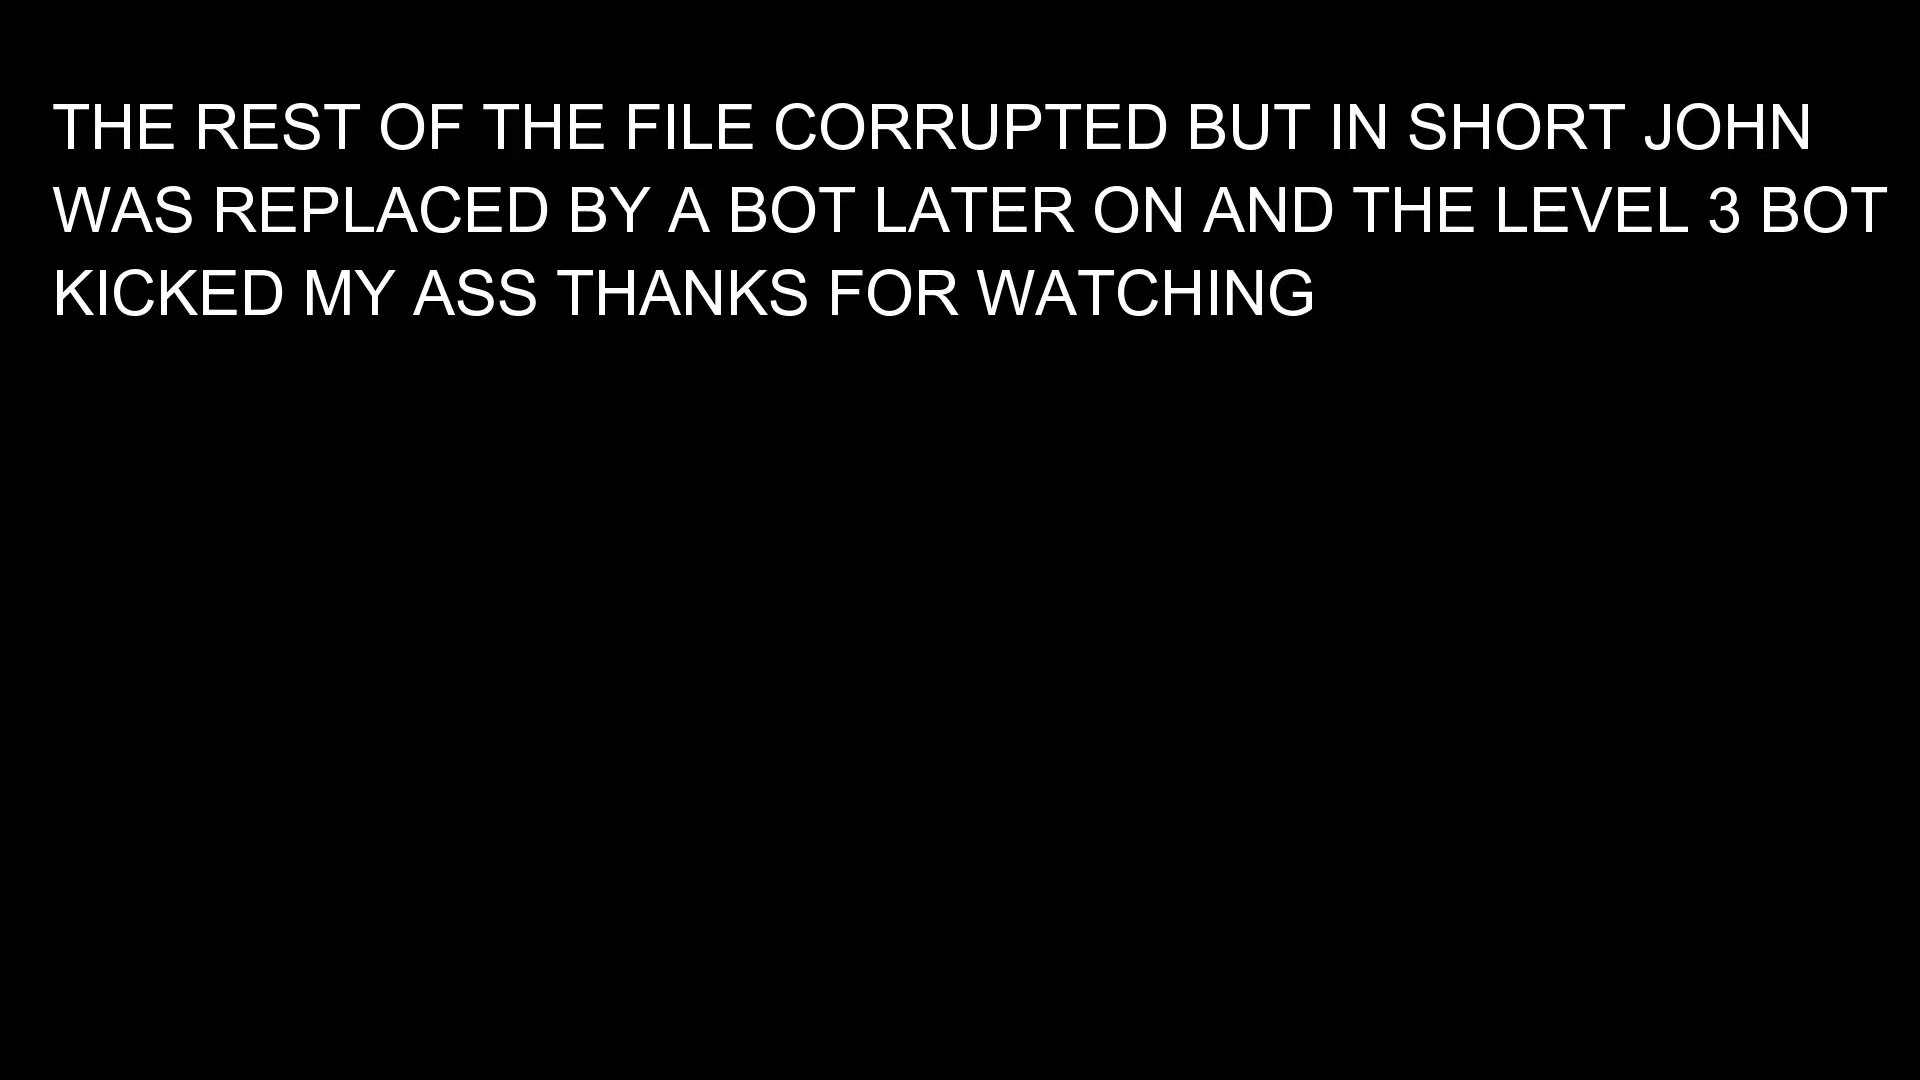 THE REST OF THE FILE CORRUPTED BUT IN SHORT JOHN
WAS REPLACED BY A BOT LATER ON AND THE LEVEL 3 BOT
KICKED MY ASS THANKS FOR WATCHING